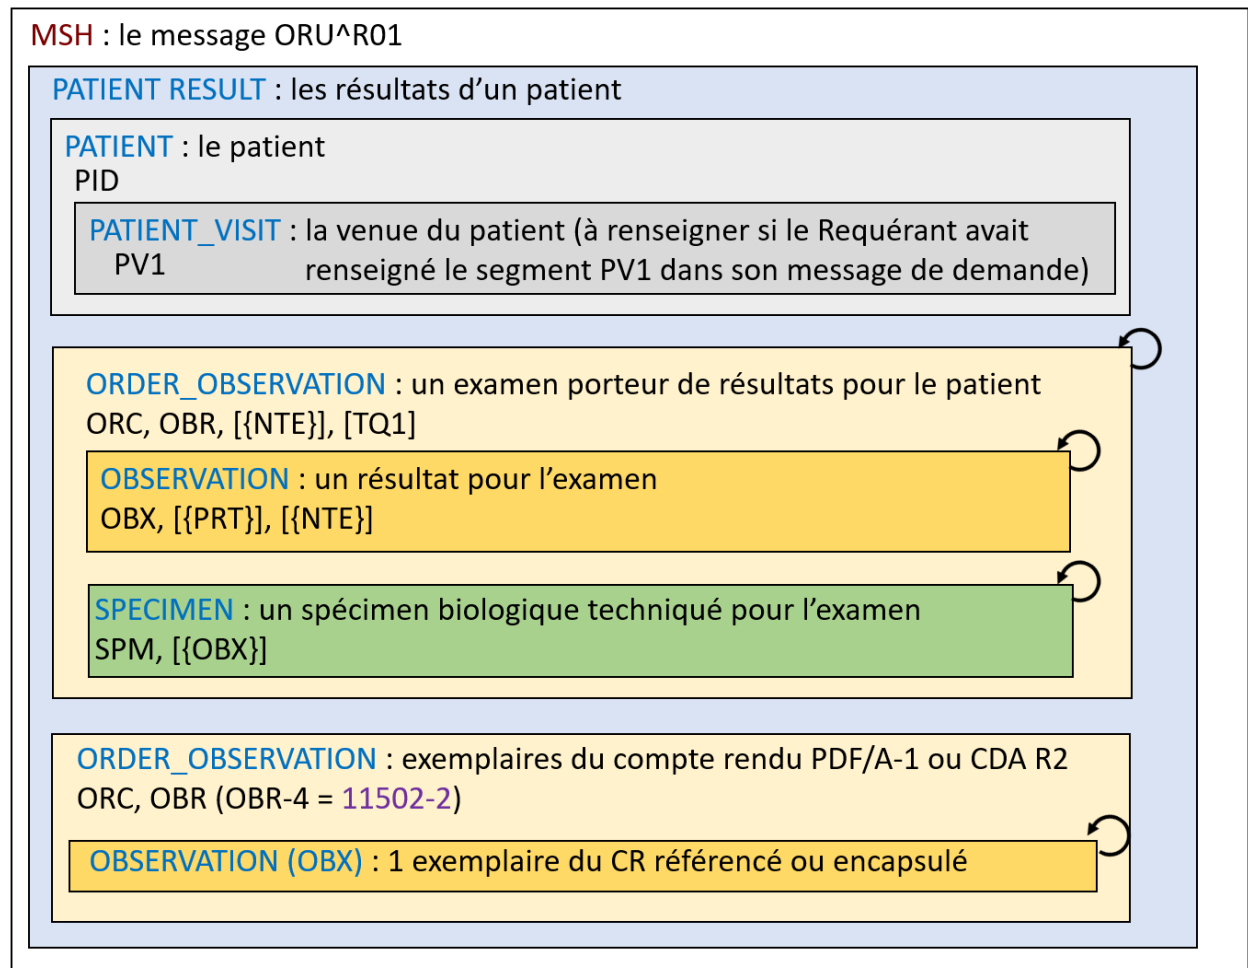 MSH : le message ORU^R01
PATIENT RESULT : les résultats d’un patient
PATIENT : le patient
PID
PATIENT_VISIT : la venue du patient (à renseigner si le Requérant avait
PV1 renseigné le segment PV1 dans son message de demande)
ORDER_OBSERVATION : un examen porteur de résultats pour le patient
ORC, OBR, [{NTE}], [TQ1]
OBSERVATION : un résultat pour l’examen
OBX, [{PRT}], [{NTE}]
SPECIMEN : un spécimen biologique techniqué pour l’examen
SPM, [{OBX}]
ORDER_OBSERVATION : exemplaires du compte rendu PDF/A-1 ou CDA R2
ORC, OBR (OBR-4 = 11502-2)
OBSERVATION (OBX) : 1 exemplaire du CR référencé ou encapsulé